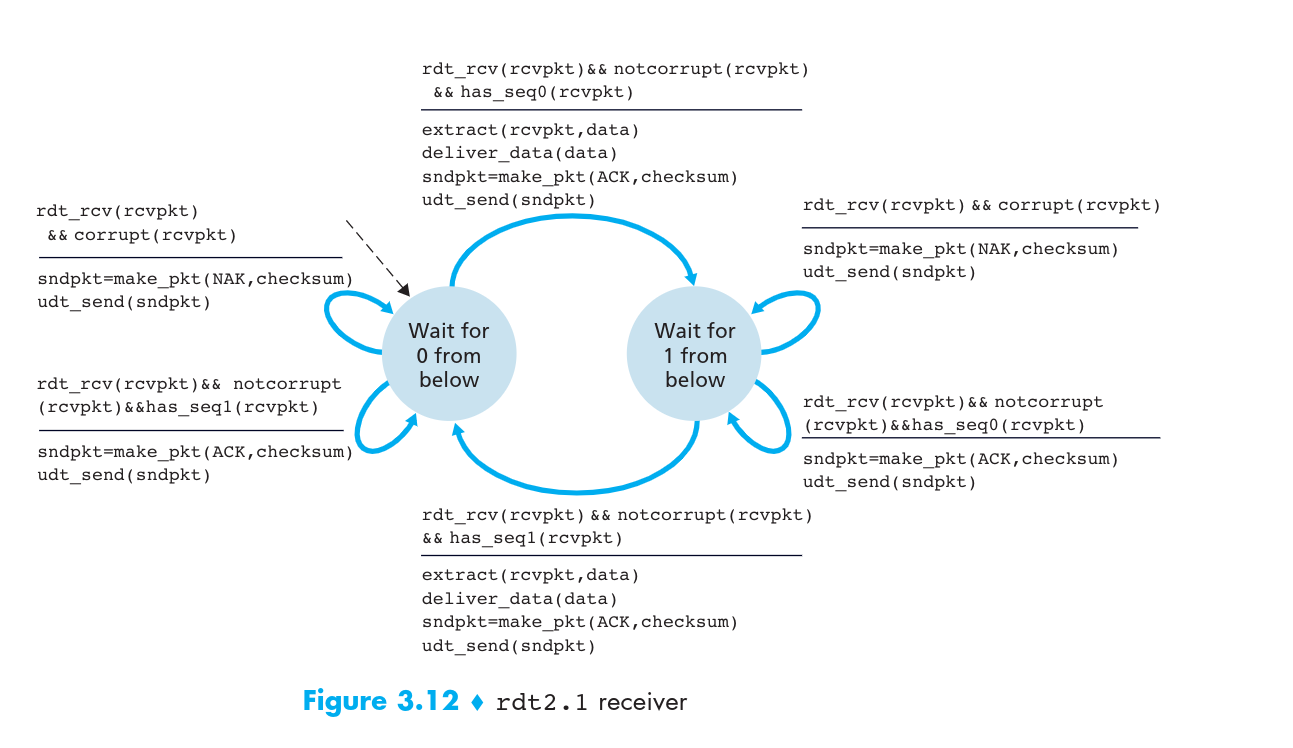 rdt_rcv(rcvpkt)&& notcorrupt(rcvpkt)
&& has_seq0(rcvpkt)
extract(rcvpkt,data)
deliver_data(data)
sndpkt=make_pkt(ACK,checksum)
udt_send(sndpkt)
rdt_rcv(rcvpkt)
&& corrupt(rcvpkt)
sndpkt=make_pkt(NAK,checksum)
udt_send(sndpkt)
rdt_rcv(rcvpkt) && corrupt(rcvpkt)
sndpkt=make_pkt(NAK,checksum)
udt_send(sndpkt)
Wait for
0 from
below
Wait for
1 from
below
rdt_rcv(rcvpkt)&& notcorrupt
(rcvpkt)&&has_seq1(rcvpkt)
sndpkt=make_pkt(ACK,checksum)
udt_send(sndpkt)
rdt_rcv(rcvpkt)&& notcorrupt
(rcvpkt)&&has_seq0(rcvpkt)
sndpkt=make_pkt(ACK,checksum)
udt_send(sndpkt)
rdt_rcv(rcvpkt) && notcorrupt(rcvpkt)
&& has_seq1(rcvpkt)
extract(rcvpkt,data)
deliver_data(data)
sndpkt=make_pkt(ACK,checksum)
udt_send(sndpkt)
Figure 3.12 ♦ rdt2.1 receiver